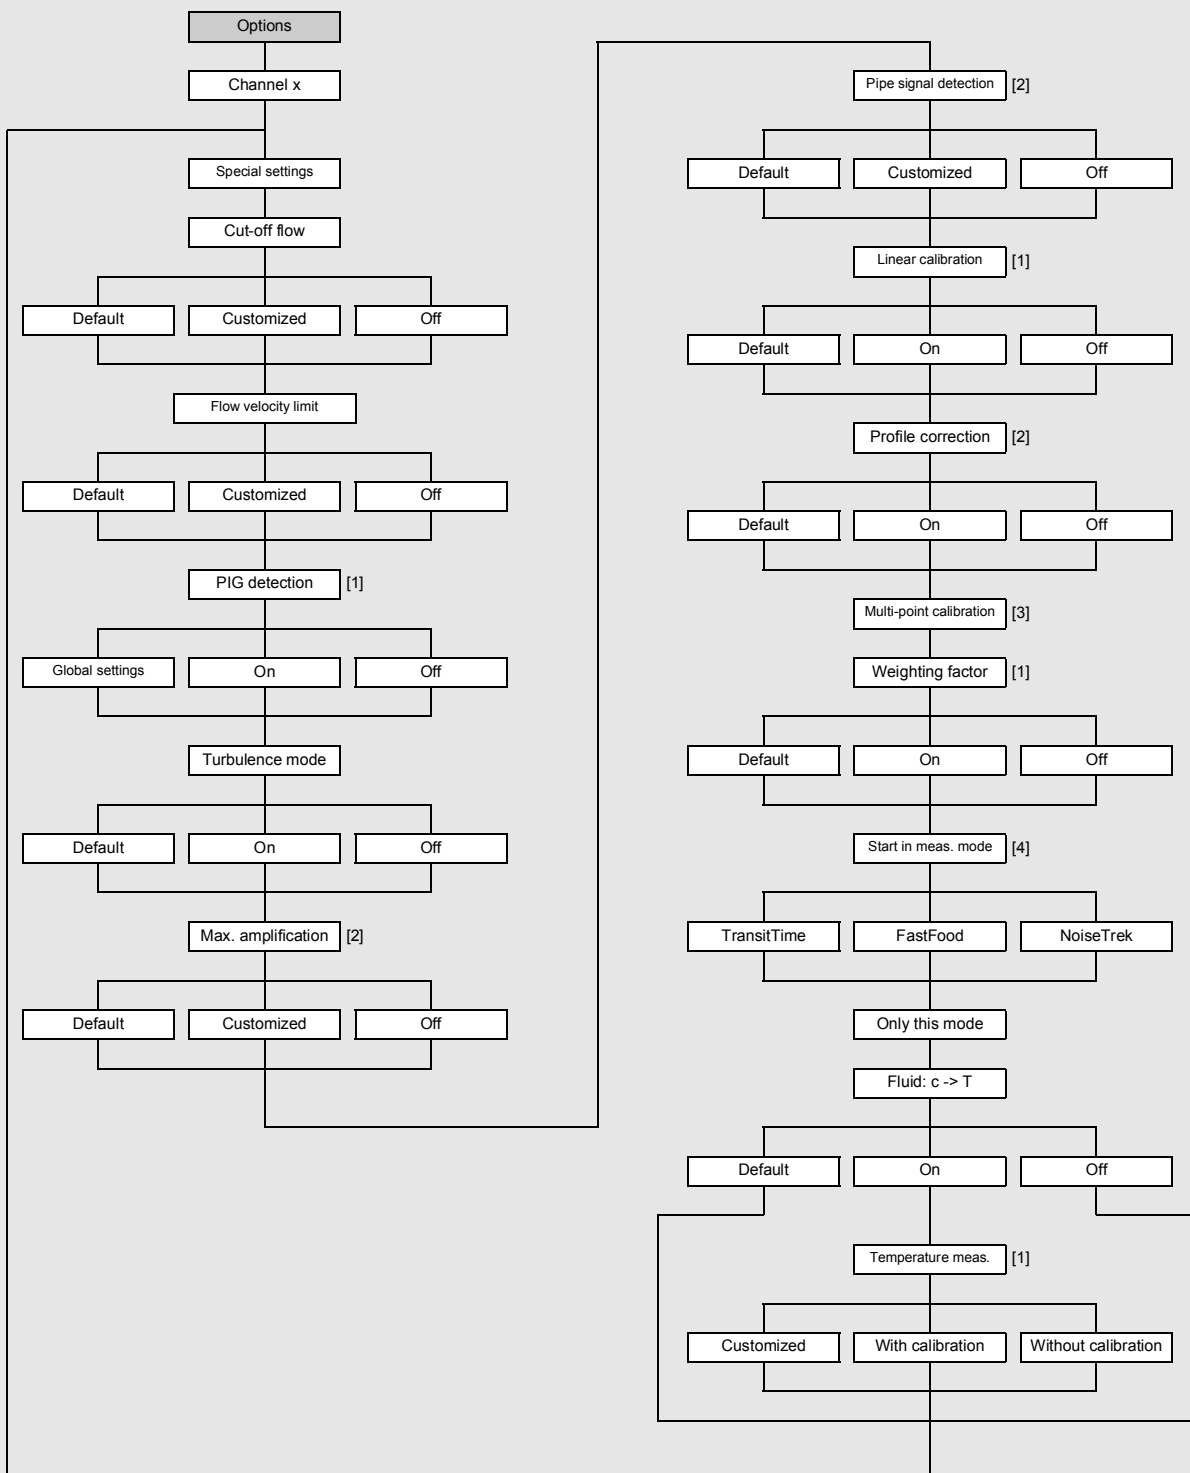 Options
Channel x
Special settings
Cut-off flow
Default Customized Off
Flow velocity limit
Default Customized Off
PIG detection [1]
Global settings On Off
Turbulence mode
Default On Off
Max. amplification [2]
Default Customized Off
Pipe signal detection [2]
Default Customized Off
Linear calibration [1]
Default On Off
Profile correction [2]
Default On Off
Multi-point calibration [3]
Weighting factor [1]
Default On Off
Start in meas. mode [4]
TransitTime FastFood NoiseTrek
Only this mode
Fluid: c -> T
Default On Off
Temperature meas. [1]
Customized With calibration Without calibration